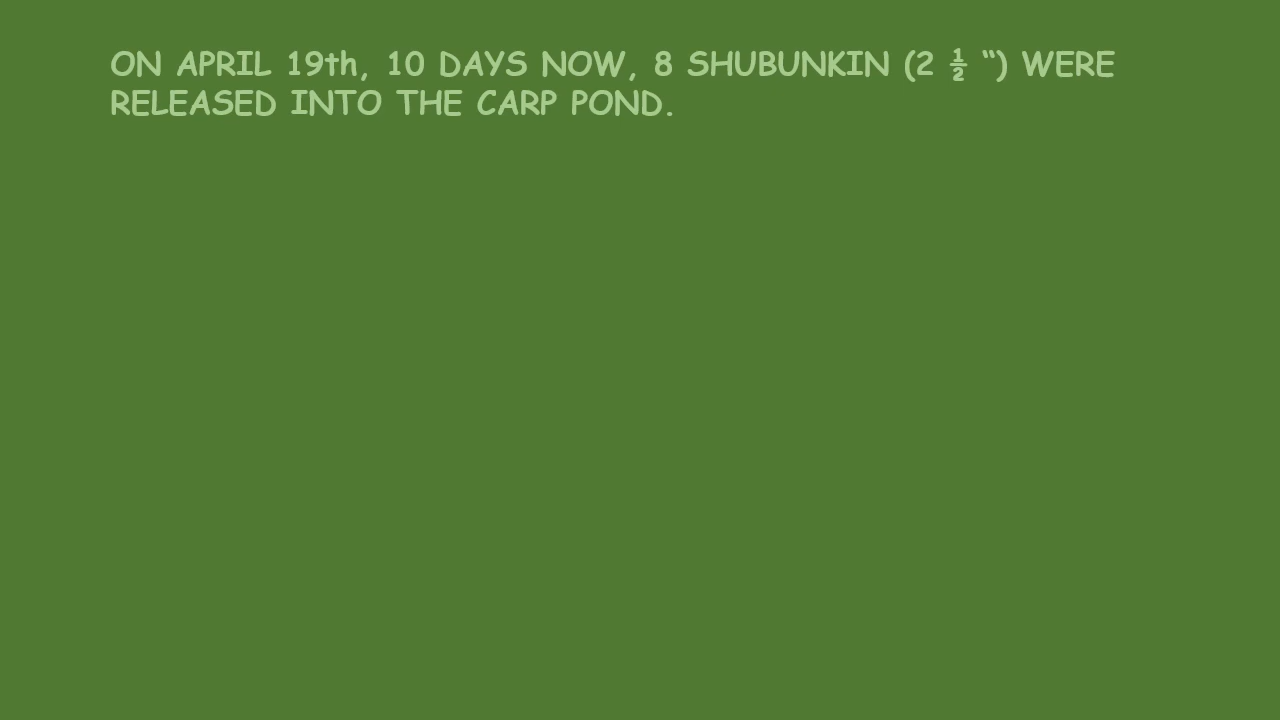 ON APRIL 19th, 10 DAYS NOW, 8 SHUBUNKIN (2 ½ “) WERE
RELEASED INTO THE CARP POND.